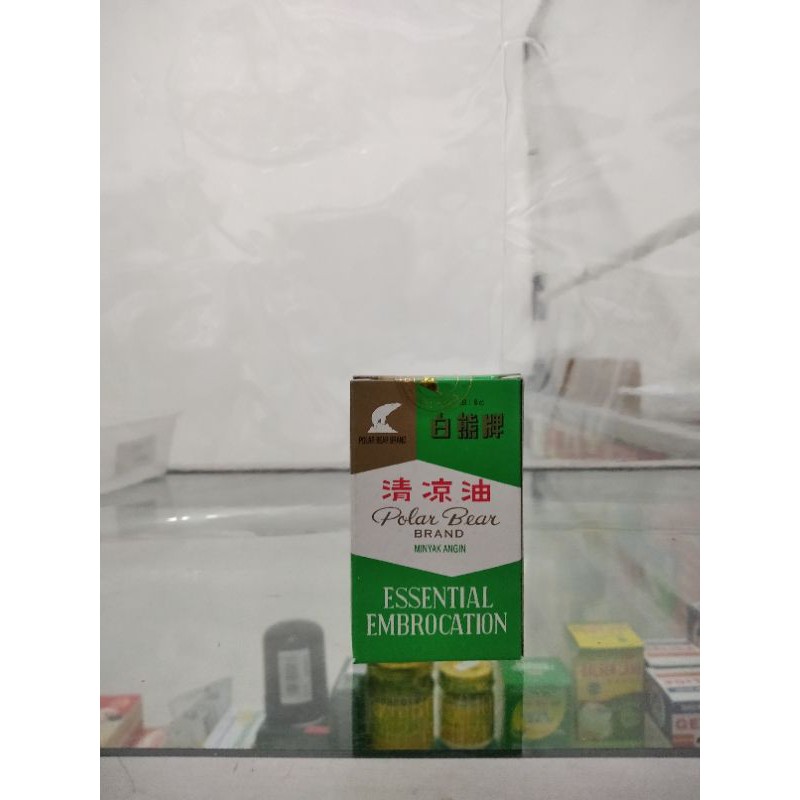 POLAR BEAR BRAND
白熊牌
清凉油
Polar Bear
BRAND
MINYAK ANGIN
ESSENTIAL
EMBROCATION